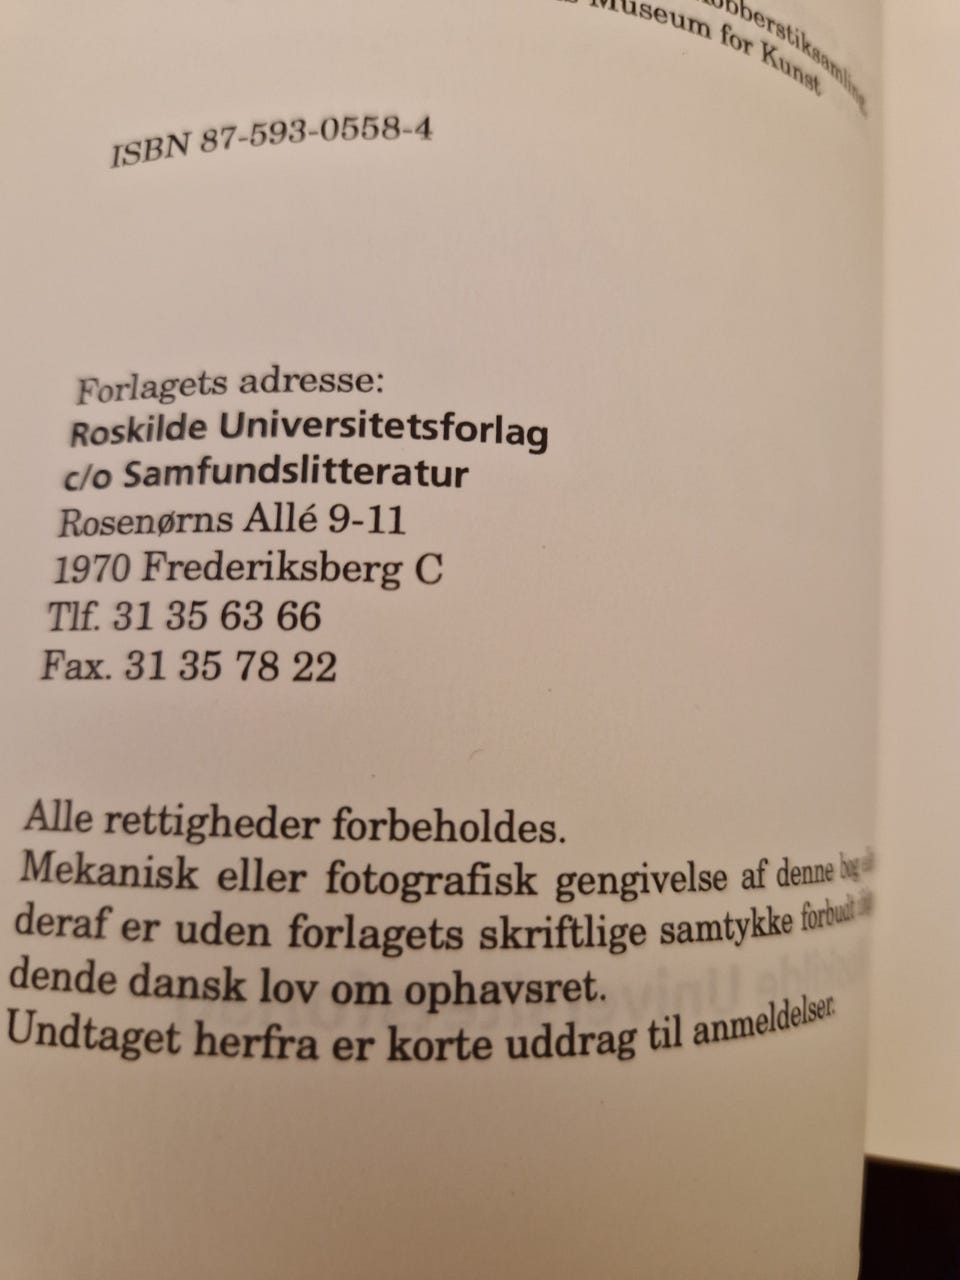 Museum for Kunst
ISBN 87-593-0558-4
Forlagets adresse:
Roskilde Universitetsforlag
c/o Samfundslitteratur
Rosenørns Allé 9-11
1970 Frederiksberg C
Tlf. 31 35 63 66
Fax. 31 35 78 22
Alle rettigheder forbeholdes.
Mekanisk eller fotografisk gengivelse af denne bog
deraf er uden forlagets skriftlige samtykke forbudt
dende dansk lov om ophavsret.
Undtaget herfra er korte uddrag til anmeldelser.